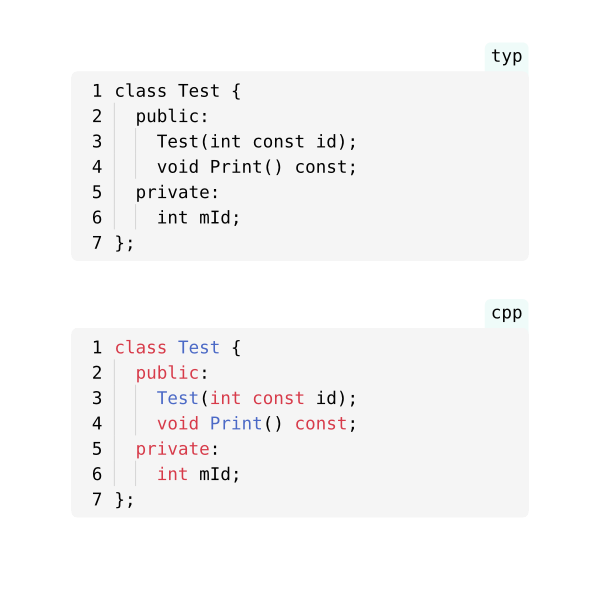 typ
1 class Test {
2   public:
3     Test(int const id);
4     void Print() const;
5   private:
6     int mId;
7 };
cpp
1 class Test {
2   public:
3     Test(int const id);
4     void Print() const;
5   private:
6     int mId;
7 };